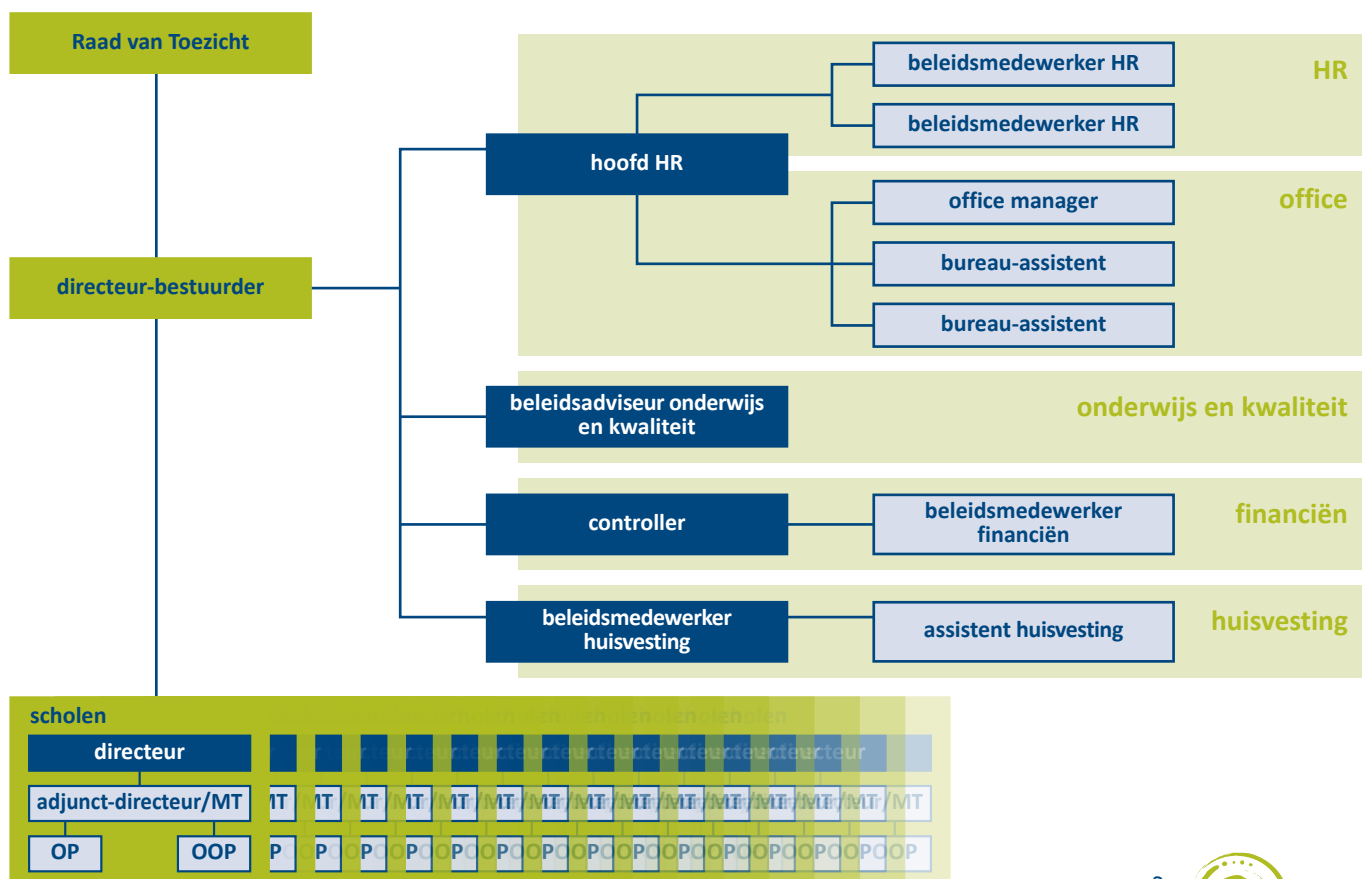 Raad van Toezicht
beleidsmedewerker HR
HR
beleidsmedewerker HR
hoofd HR
office manager
office
bureau-assistent
directeur-bestuurder
bureau-assistent
beleidsadviseur onderwijs
en kwaliteit
onderwijs en kwaliteit
controller
beleidsmedewerker
financiën
financiën
beleidsmedewerker
huisvesting
assistent huisvesting
huisvesting
scholen
directeur
adjunct-directeur/MT
OP
OOP